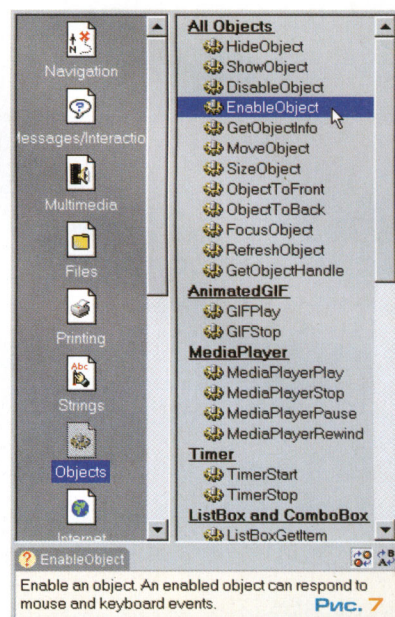 Navigation
Messages/Interactio
Multimedia
Files
Printing
Abc
Strings
Objects
Internet
All Objects
HideObject
ShowObject
DisableObject
EnableObject
GetObjectInfo
MoveObject
SizeObject
ObjectToFront
ObjectToBack
FocusObject
RefreshObject
GetObjectHandle
AnimatedGIF
GIFPlay
GIFStop
MediaPlayer
MediaPlayerPlay
MediaPlayerStop
MediaPlayerPause
MediaPlayerRewind
Timer
TimerStart
TimerStop
ListBox and ComboBox
ListBoxGetItem
EnableObject
Enable an object. An enabled object can respond to
mouse and keyboard events.
Рис. 7